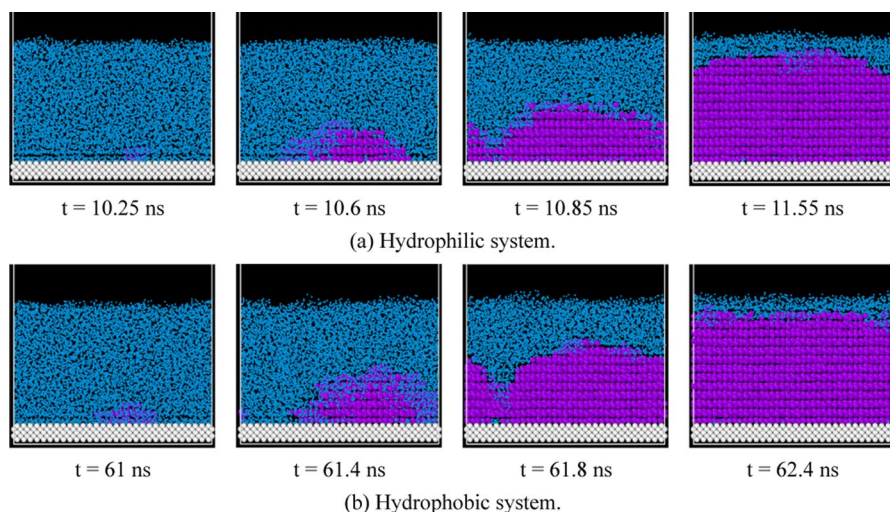 t = 10.25 ns
t = 10.6 ns
t = 10.85 ns
t = 11.55 ns
(a) Hydrophilic system.
t = 61 ns
t = 61.4 ns
t = 61.8 ns
t = 62.4 ns
(b) Hydrophobic system.